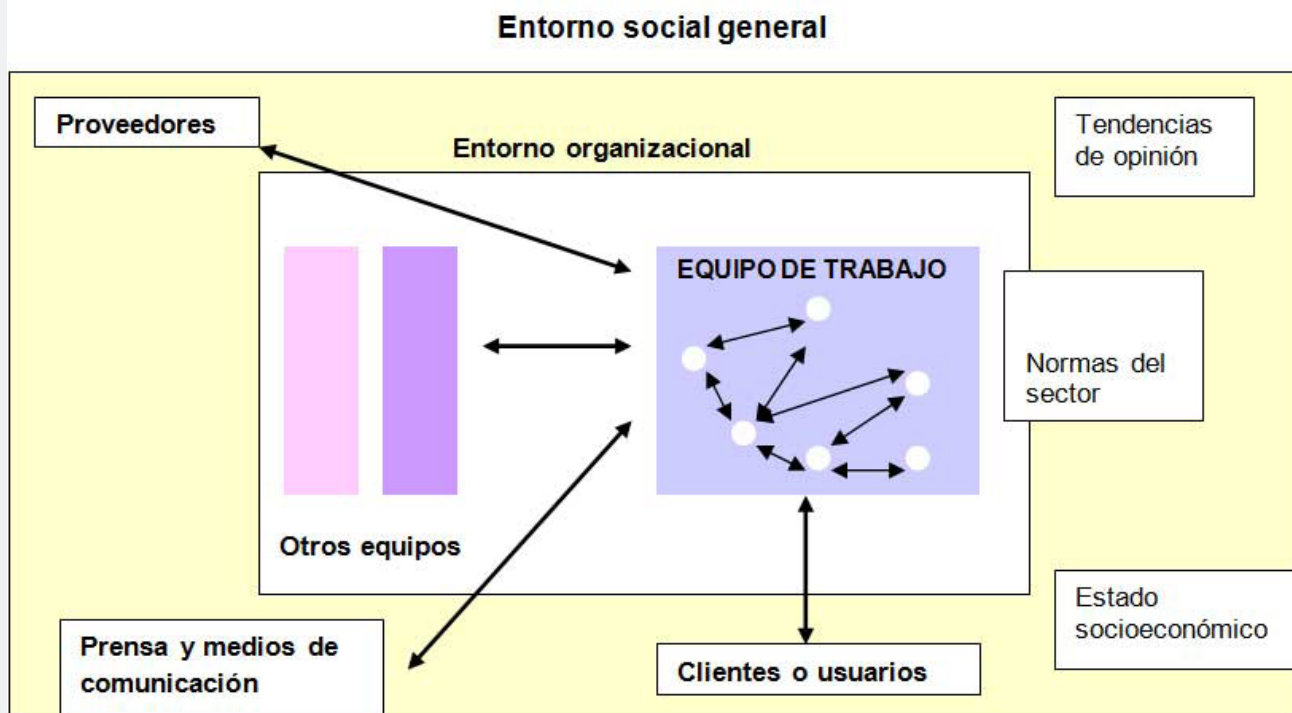 Entorno social general
Proveedores
Entorno organizacional
Tendencias
de opinión
EQUIPO DE TRABAJO
Normas del
sector
Otros equipos
Estado
socioeconómico
Prensa y medios de
comunicación
Clientes o usuarios